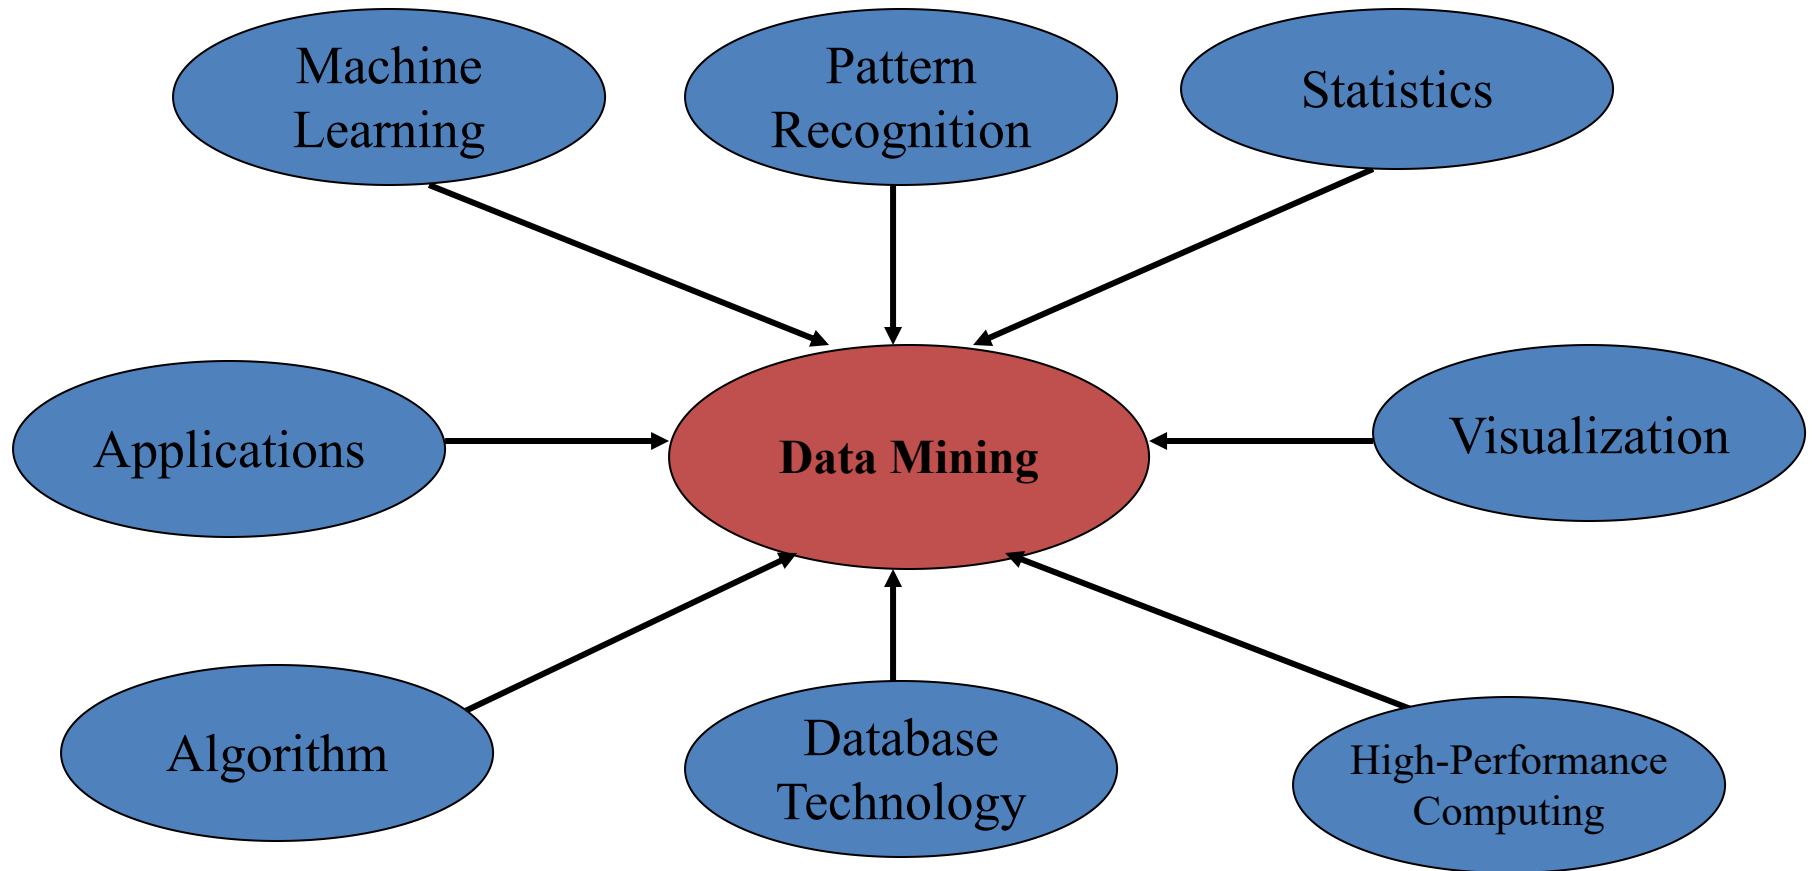 Machine
Learning
Pattern
Recognition
Statistics
Applications
Data Mining
Visualization
Algorithm
Database
Technology
High-Performance
Computing